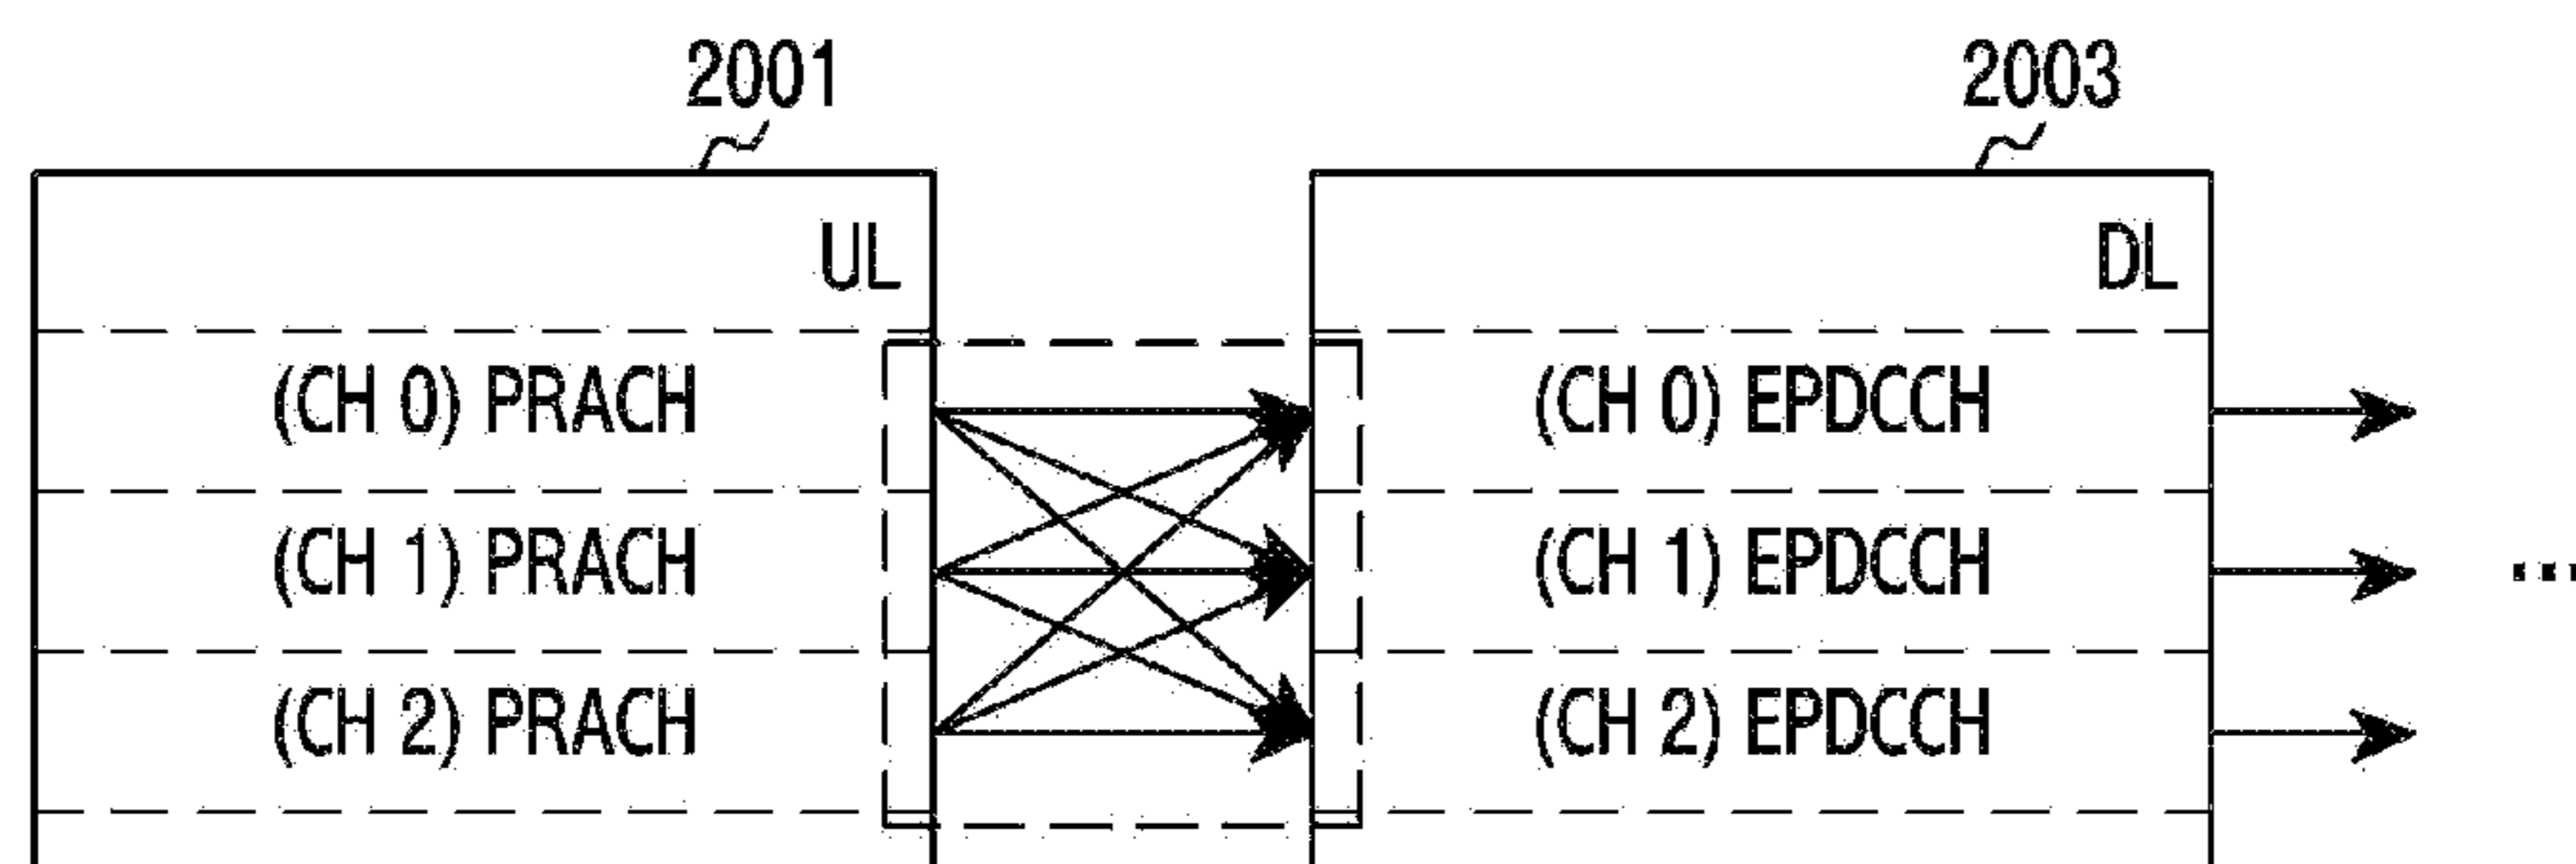 2001
2003
UL
DL
(CH 0) PRACH
(CH 0) EPDCCH
(CH 1) PRACH
(CH 1) EPDCCH
...
(CH 2) PRACH
(CH 2) EPDCCH